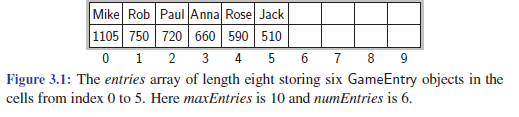 Mike Rob Paul Anna Rose Jack
1105 750 720 660 590 510
0 1 2 3 4 5 6 7 8 9
Figure 3.1: The entries array of length eight storing six GameEntry objects in the
cells from index 0 to 5. Here maxEntries is 10 and numEntries is 6.